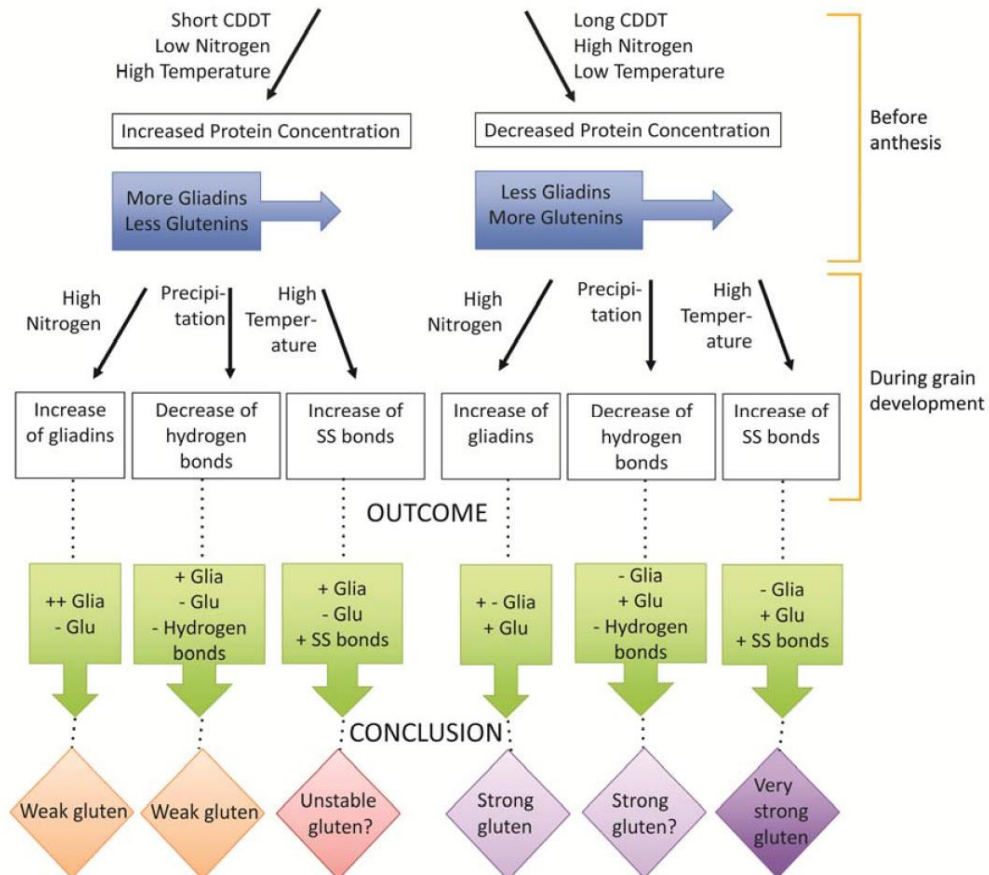 Short CDDT
Low Nitrogen
High Temperature
Long CDDT
High Nitrogen
Low Temperature
Increased Protein Concentration
Decreased Protein Concentration
Before
anthesis
More Gliadins
Less Glutenins
Less Gliadins
More Glutenins
High
Nitrogen
Precipi-
tation
High
Temper-
ature
High
Nitrogen
Precipi-
tation
High
Temper-
ature
During grain
development
Increase
of gliadins
Decrease of
hydrogen
bonds
Increase of
SS bonds
Increase of
gliadins
Decrease of
hydrogen
bonds
Increase of
SS bonds
OUTCOME
++ Glia
- Glu
+ Glia
- Glu
- Hydrogen
bonds
+ Glia
- Glu
+ SS bonds
+ - Glia
+ Glu
- Glia
+ Glu
- Hydrogen
bonds
- Glia
+ Glu
+ SS bonds
CONCLUSION
Weak gluten
Weak gluten
Unstable
gluten?
Strong
gluten
Strong
gluten?
Very
strong
gluten